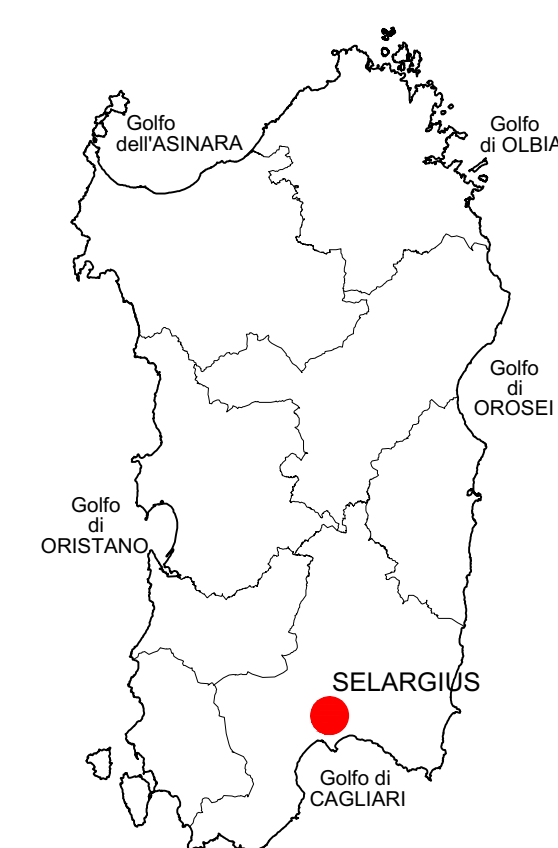 Golfo
dell'ASINARA
Golfo
di OLBIA
Golfo
di
OROSEI
Golfo
di
ORISTANO
SELARGIUS
Golfo di
CAGLIARI